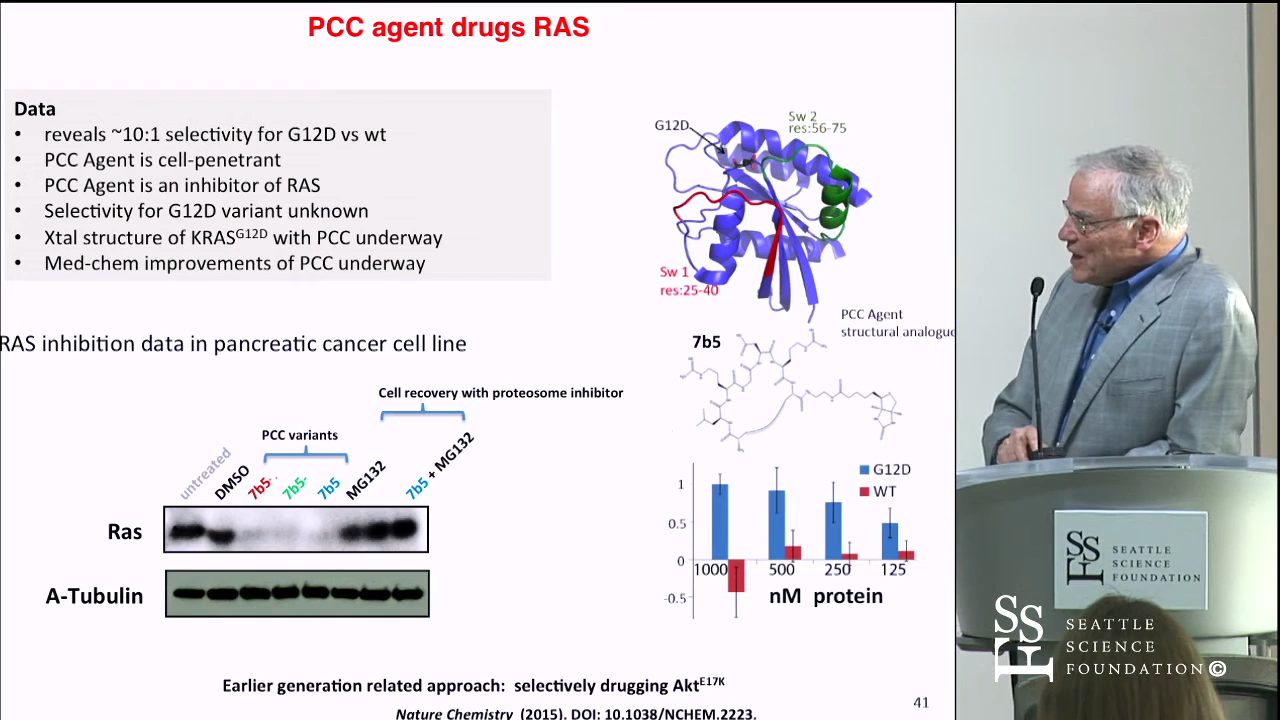 PCC agent drugs RAS
Data
• reveals ~10:1 selectivity for G12D vs wt
• PCC Agent is cell-penetrant
• PCC Agent is an inhibitor of RAS
• Selectivity for G12D variant unknown
• Xtal structure of KRASG12D with PCC underway
• Med-chem improvements of PCC underway
G12D
Sw 2
res:56-75
Sw 1
res:25-40
PCC Agent
structural analogue
7b5
RAS inhibition data in pancreatic cancer cell line
Cell recovery with proteosome inhibitor
PCC variants
untreated
DMSO
7b5
7b5
7b5
MG132
7b5 + MG132
Ras
A-Tubulin
G12D
WT
1
0.5
0
-0.5
1000 500 250 125
nM protein
Earlier generation related approach: selectively drugging AktE17K
Nature Chemistry (2015). DOI: 10.1038/NCHEM.2223.
41
SSF
SEATTLE
SCIENCE
FOUNDATION
SSF
SEATTLE
SCIENCE
FOUNDATION©